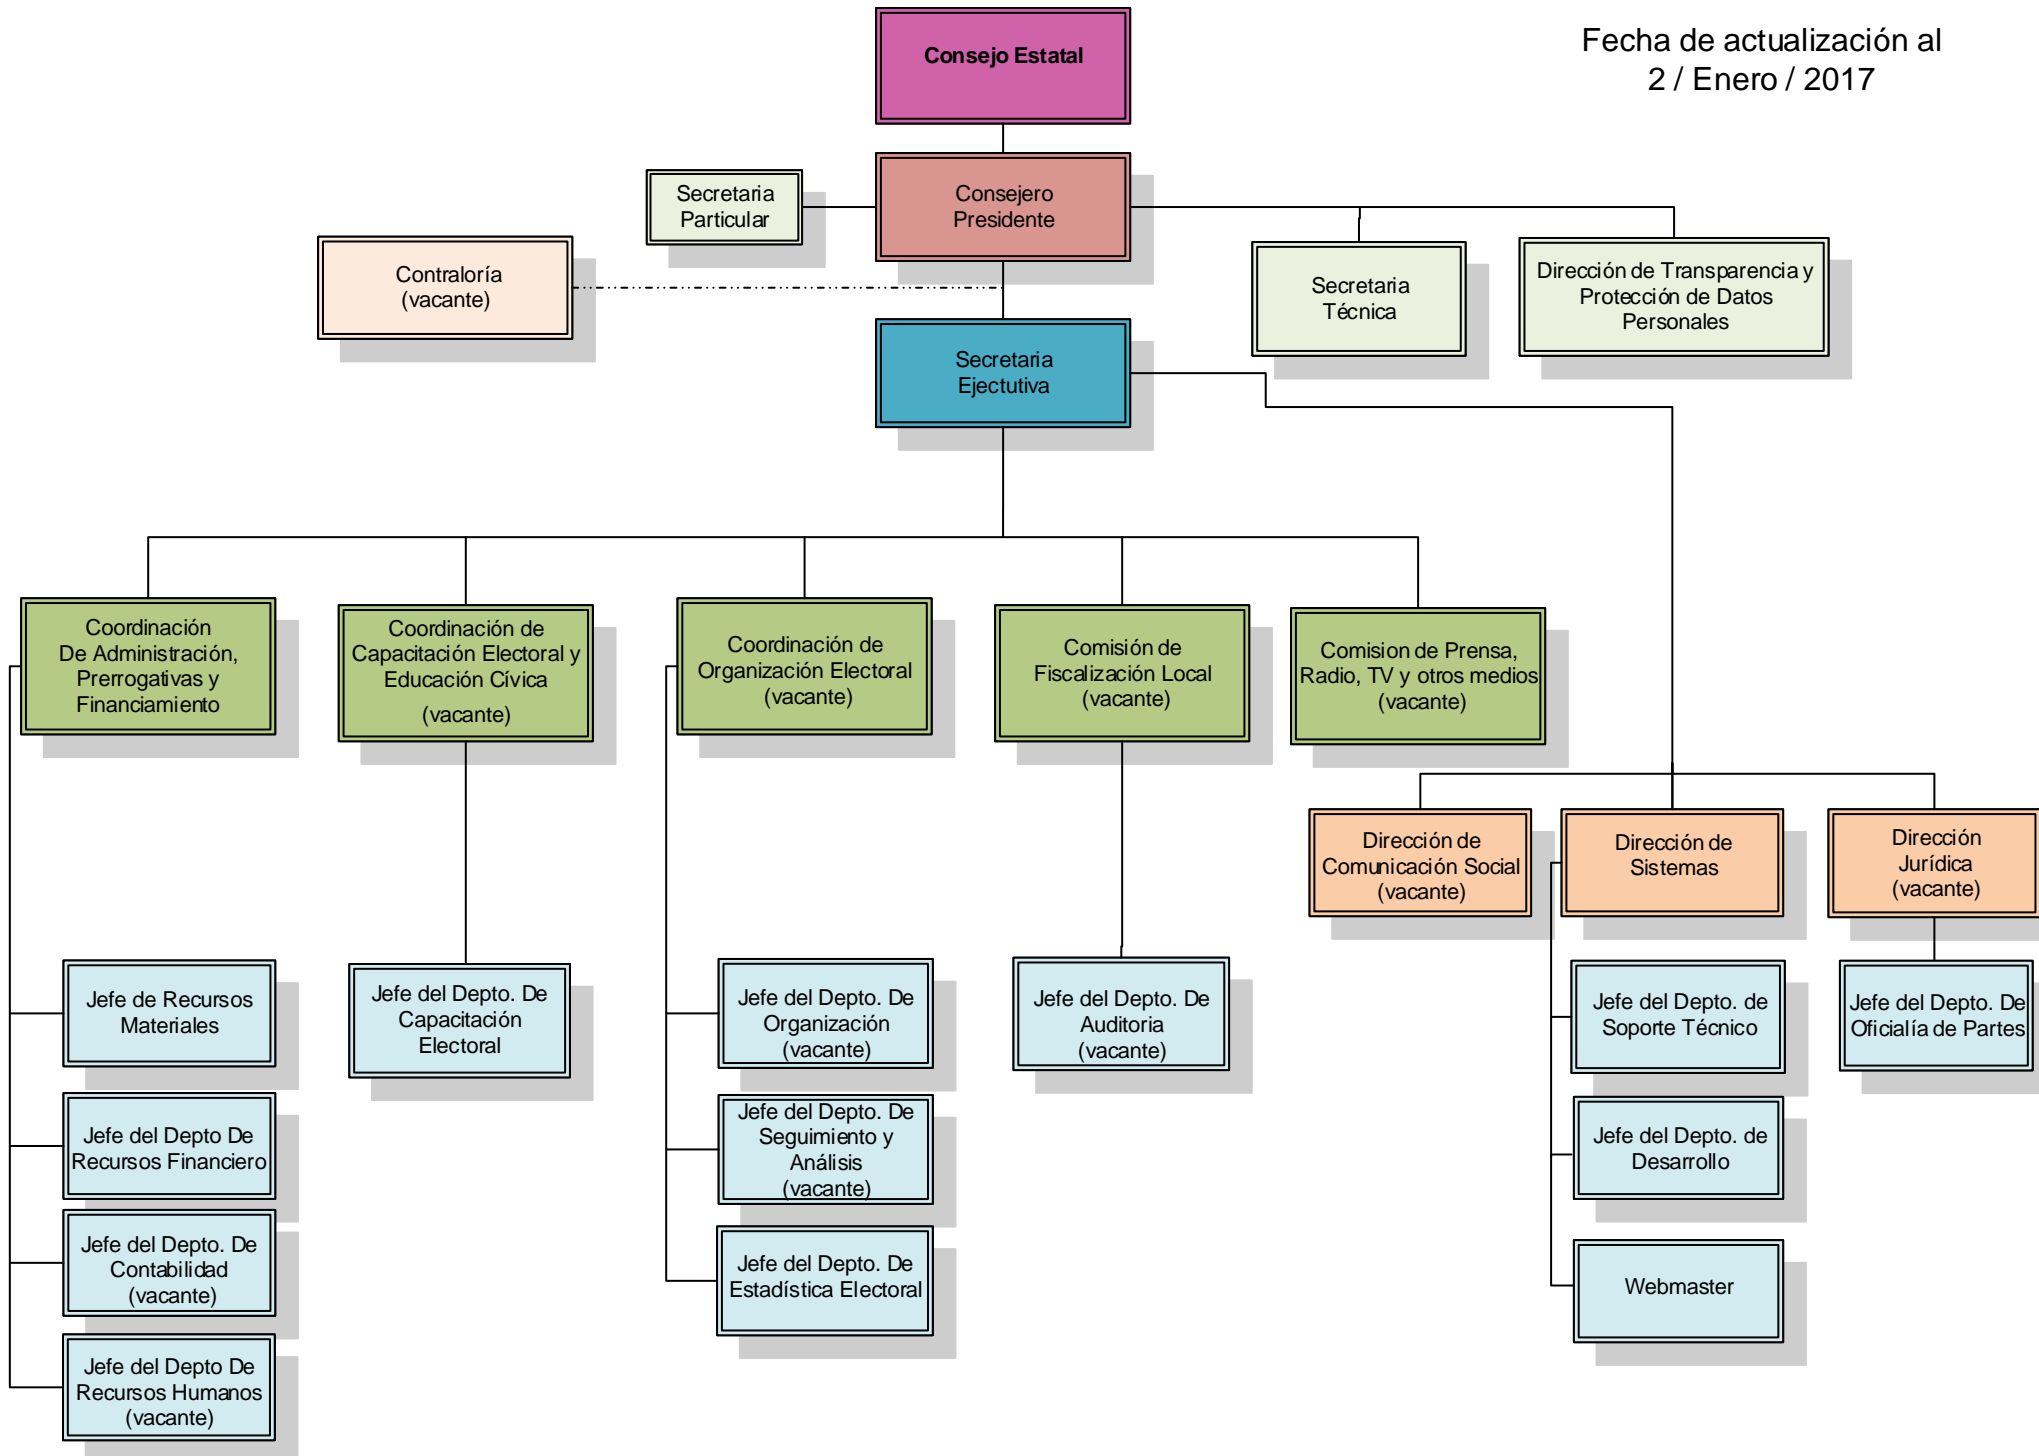 Fecha de actualización al
2 / Enero / 2017
Consejo Estatal
Consejero
Presidente
Secretaria
Particular
Contraloría
(vacante)
Secretaria
Técnica
Dirección de Transparencia y
Protección de Datos
Personales
Secretaria
Ejectutiva
Coordinación
De Administración,
Prerrogativas y
Financiamiento
Coordinación de
Capacitación Electoral y
Educación Cívica
(vacante)
Coordinación de
Organización Electoral
(vacante)
Comisión de
Fiscalización Local
(vacante)
Comision de Prensa,
Radio, TV y otros medios
(vacante)
Dirección de
Comunicación Social
(vacante)
Dirección de
Sistemas
Dirección
Jurídica
(vacante)
Jefe de Recursos
Materiales
Jefe del Depto. De
Capacitación
Electoral
Jefe del Depto. De
Organización
(vacante)
Jefe del Depto. De
Auditoria
(vacante)
Jefe del Depto. de
Soporte Técnico
Jefe del Depto. De
Oficialía de Partes
Jefe del Depto De
Recursos Financiero
Jefe del Depto. De
Seguimiento y
Análisis
(vacante)
Jefe del Depto. de
Desarrollo
Jefe del Depto. De
Contabilidad
(vacante)
Jefe del Depto. De
Estadística Electoral
Webmaster
Jefe del Depto De
Recursos Humanos
(vacante)